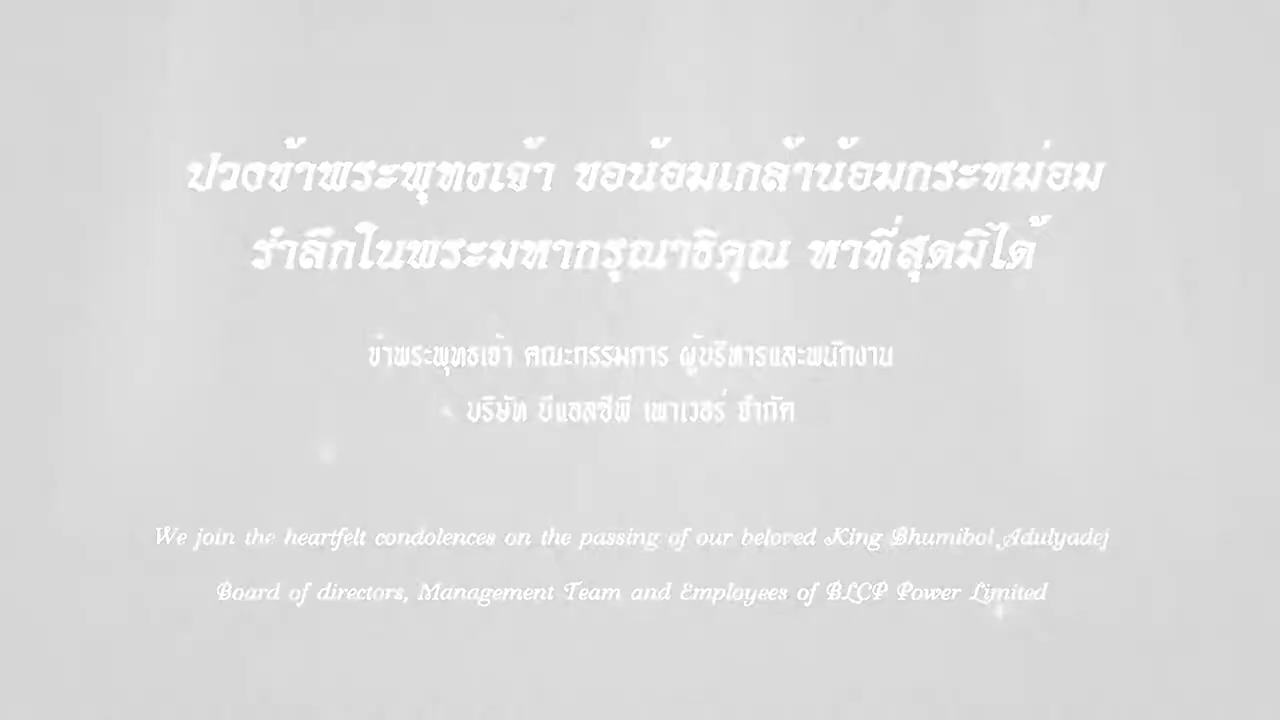 ปวงข้าพระพุทธเจ้า ขอน้อมเกล้าน้อมกระหม่อม
รำลึกในพระมหากรุณาธิคุณ หาที่สุดมิได้
ข้าพระพุทธเจ้า คณะกรรมการ ผู้บริหารและพนักงาน
บริษัท บีแอลซีพี เพาเวอร์ จำกัด
We join the heartfelt condolences on the passing of our beloved King Bhumibol Adulyadej
Board of directors, Management Team and Employees of BLCP Power Limited